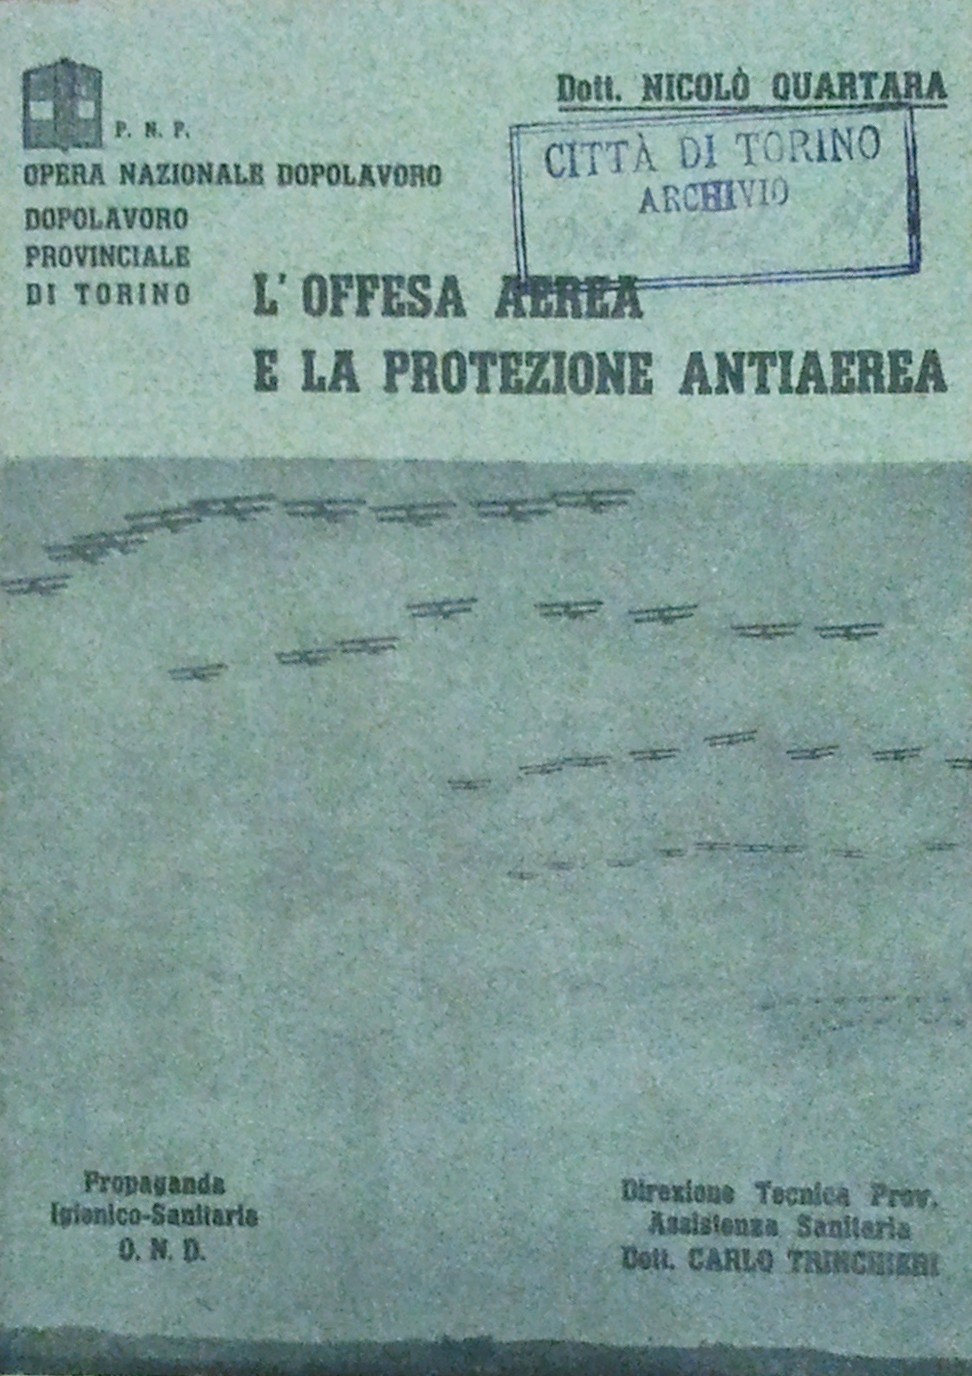 P. N. F.
OPERA NAZIONALE DOPOLAVORO
DOPOLAVORO
PROVINCIALE
DI TORINO
Dott. NICOLÒ QUARTARA
CITTÀ DI TORINO
ARCHIVIO
L'OFFESA AEREA
E LA PROTEZIONE ANTIAEREA
Propaganda
Igienico-Sanitaria
O. N. D.
Direzione Tecnica Prov.
Assistenza Sanitaria
Dott. CARLO TRINCHIERI